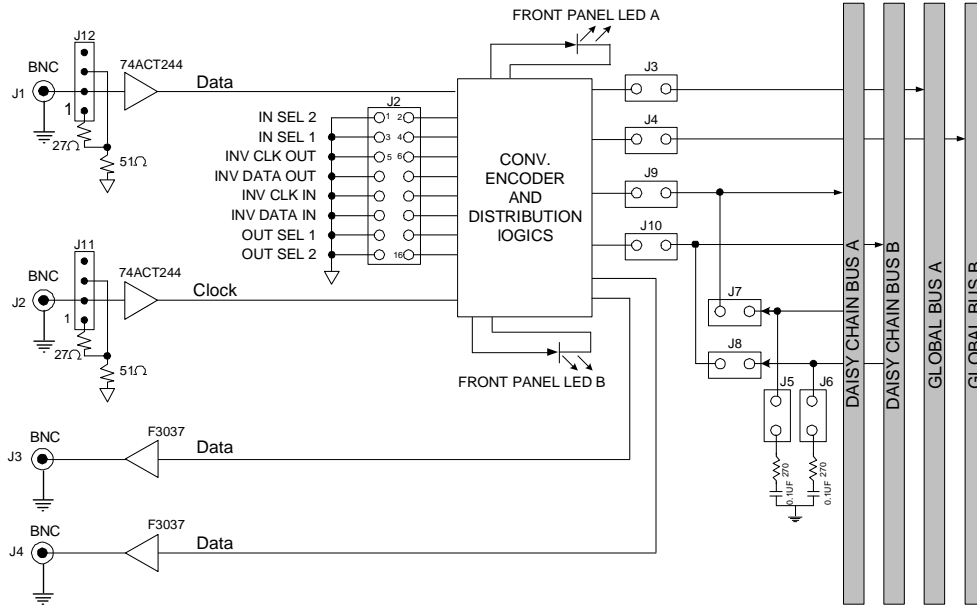 FRONT PANEL LED A
J12
BNC
74ACT244
Data
J1
1
27Ω
51Ω
J2
IN SEL 2
1 2
IN SEL 1
3 4
INV CLK OUT
5 6
INV DATA OUT
INV CLK IN
INV DATA IN
OUT SEL 1
OUT SEL 2
16
CONV.
ENCODER
AND
DISTRIBUTION
lOGICS
J3
J4
J9
J10
J7
J8
J5
J6
270
0.1UF
270
0.1UF
DAISY CHAIN BUS A
DAISY CHAIN BUS B
GLOBAL BUS A
GLOBAL BUS B
J11
BNC
74ACT244
Clock
J2
1
27Ω
51Ω
FRONT PANEL LED B
BNC
F3037
Data
J3
BNC
F3037
Data
J4